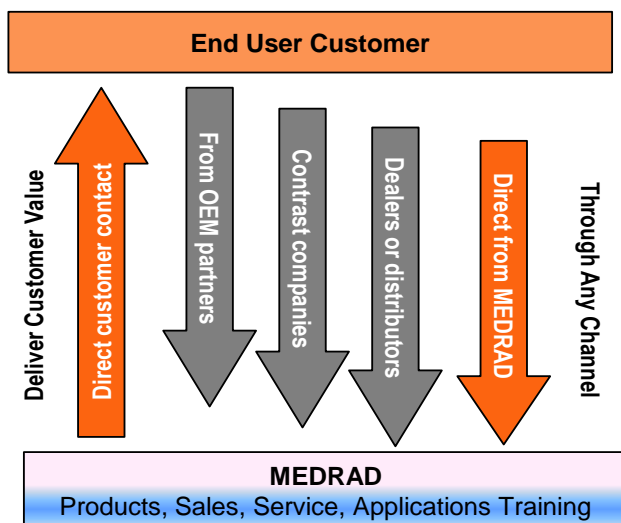 End User Customer
Deliver Customer Value
Direct customer contact
From OEM partners
Contrast companies
Dealers or distributors
Direct from MEDRAD
Through Any Channel
MEDRAD
Products, Sales, Service, Applications Training